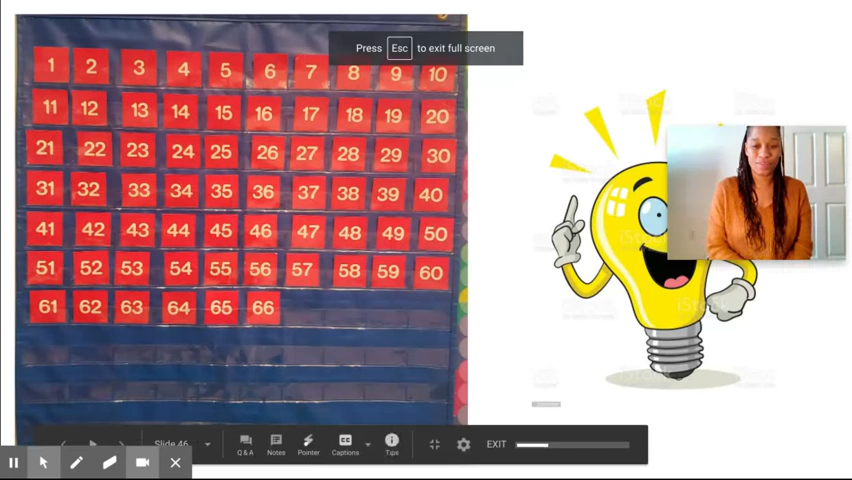 Press Esc to exit full screen
1 2 3 4 5 6 7 8 9 10
11 12 13 14 15 16 17 18 19 20
21 22 23 24 25 26 27 28 29 30
31 32 33 34 35 36 37 38 39 40
41 42 43 44 45 46 47 48 49 50
51 52 53 54 55 56 57 58 59 60
61 62 63 64 65 66
iStock
Slide 46
Q & A
Notes
Pointer
CC
Captions
Tips
EXIT